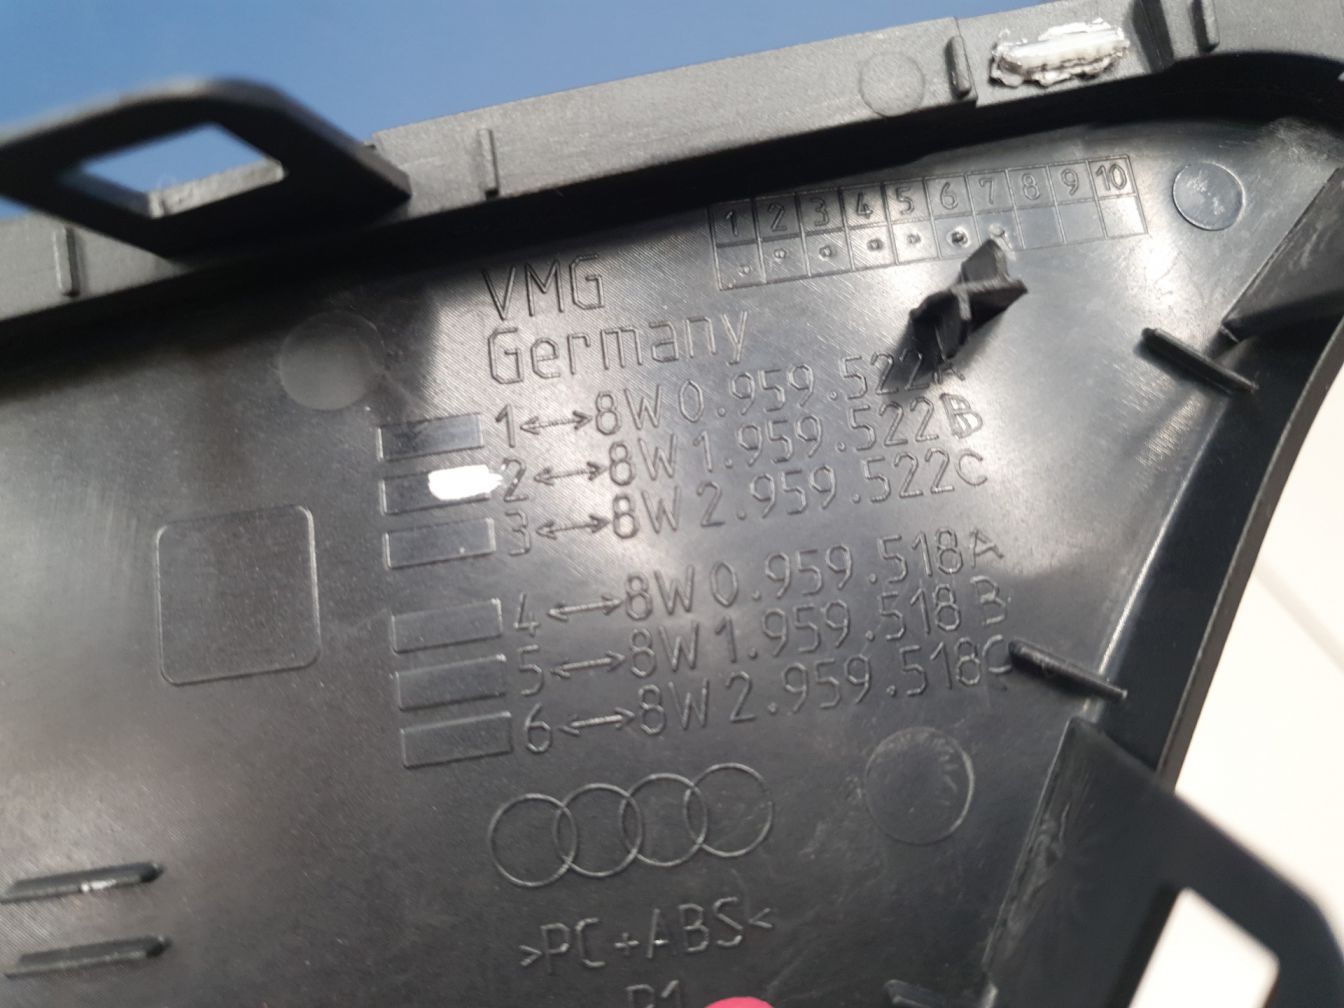 1 2 3 4 5 6 7 8 9 10
VMG
Germany
1↔8W0.959.522A
2↔8W1.959.522B
3↔8W2.959.522C
4↔8W0.959.518A
5↔8W1.959.518B
6↔8W2.959.518C
>PC+ABS<